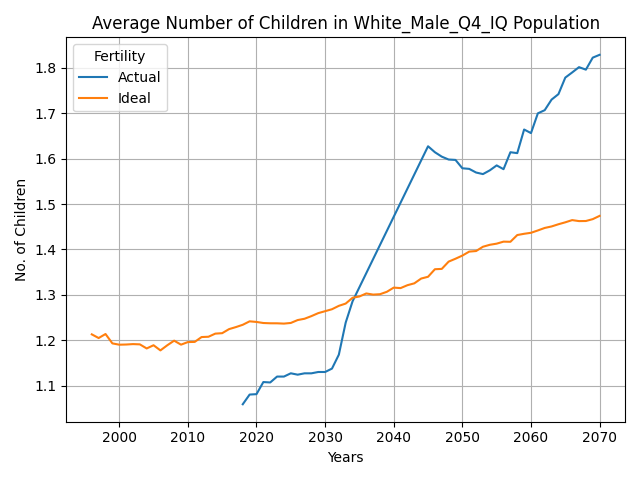 Average Number of Children in White_Male_Q4_IQ Population
Fertility
Actual
Ideal
No. of Children
1.8
1.7
1.6
1.5
1.4
1.3
1.2
1.1
2000 2010 2020 2030 2040 2050 2060 2070
Years